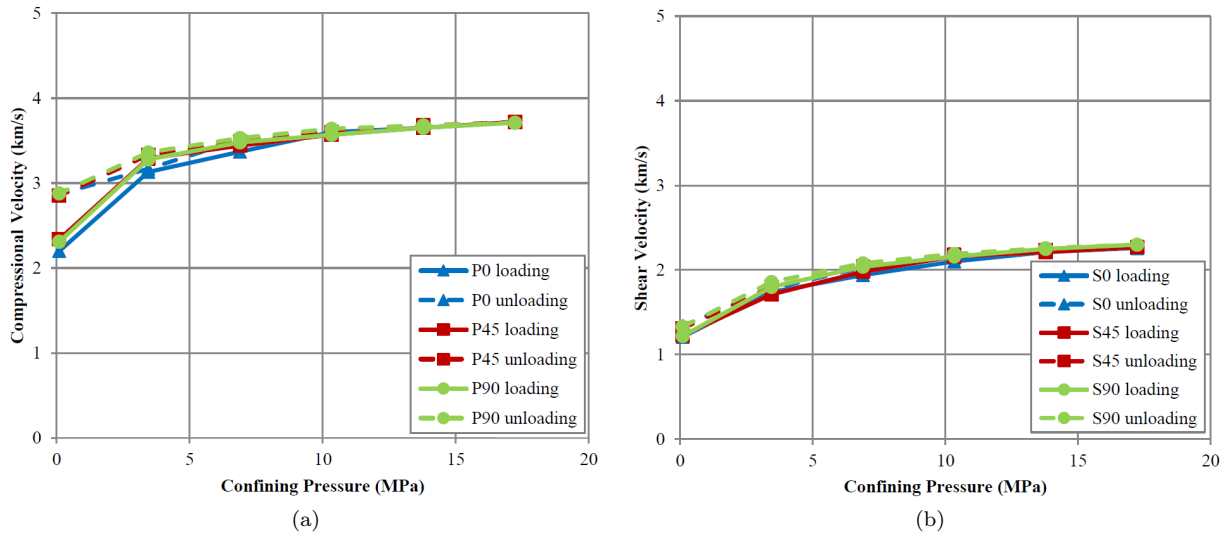 5
4
3
2
1
0
Compressional Velocity (km/s)
0 5 10 15 20
Confining Pressure (MPa)
P0 loading
P0 unloading
P45 loading
P45 unloading
P90 loading
P90 unloading
(a)
5
4
3
2
1
0
Shear Velocity (km/s)
0 5 10 15 20
Confining Pressure (MPa)
S0 loading
S0 unloading
S45 loading
S45 unloading
S90 loading
S90 unloading
(b)